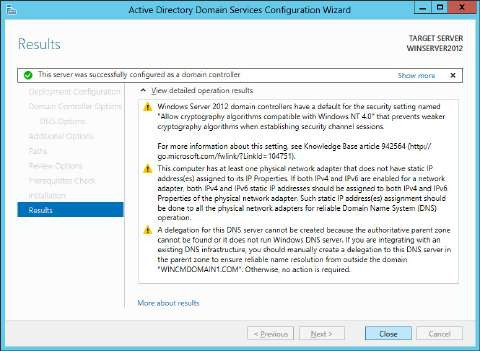 Active Directory Domain Services Configuration Wizard
Results
TARGET SERVER
WINSERVER2012
This server was successfully configured as a domain controller
Show more
Deployment Configuration
Domain Controller Options
DNS Options
Additional Options
Paths
Review Options
Prerequisites Check
Installation
Results
View detailed operation results
Windows Server 2012 domain controllers have a default for the security setting named
"Allow cryptography algorithms compatible with Windows NT 4.0" that prevents weaker
cryptography algorithms when establishing security channel sessions.
For more information about this setting, see Knowledge Base article 942564 (http://
go.microsoft.com/fwlink/?LinkId=104751).
This computer has at least one physical network adapter that does not have static IP
address(es) assigned to its IP Properties. If both IPv4 and IPv6 are enabled for a network
adapter, both IPv4 and IPv6 static IP addresses should be assigned to both IPv4 and IPv6
Properties of the physical network adapter. Such static IP address(es) assignment should
be done to all the physical network adapters for reliable Domain Name System (DNS)
operation.
A delegation for this DNS server cannot be created because the authoritative parent zone
cannot be found or it does not run Windows DNS server. If you are integrating with an
existing DNS infrastructure, you should manually create a delegation to this DNS server in
the parent zone to ensure reliable name resolution from outside the domain
"WINCMDOMAIN1.COM". Otherwise, no action is required.
More about results
< Previous
Next >
Close
Cancel